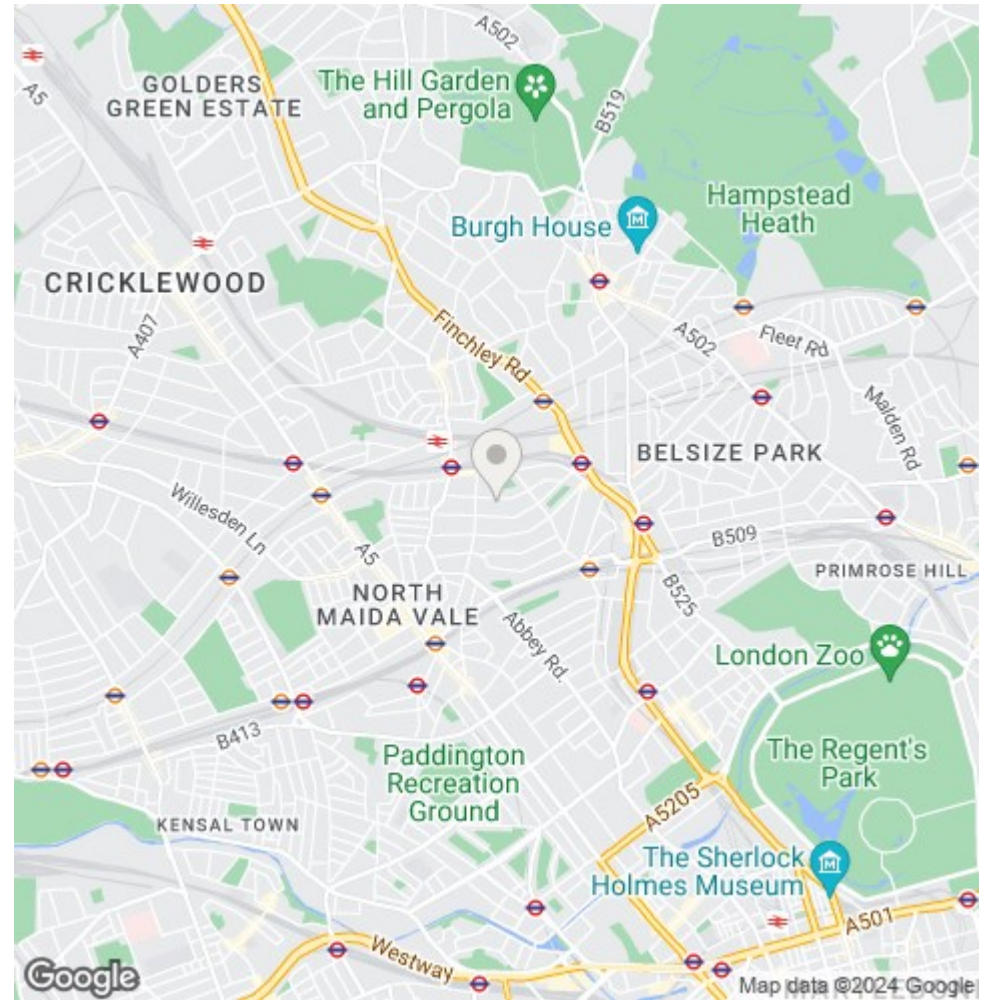 A502
GOLDERS
GREEN ESTATE
The Hill Garden
and Pergola
A5
B519
Hampstead
Heath
Burgh House
CRICKLEWOOD
A407
Finchley Rd
A502
Fleet Rd
Malden Rd
BELSIZE PARK
Willesden Ln
A5
B509
PRIMROSE HILL
NORTH
MAIDA VALE
B525
Abbey Rd.
London Zoo
B413
The Regent's
Park
Paddington
Recreation
Ground
A5205
KENSAL TOWN
The Sherlock
Holmes Museum
A501
Westway
Google
Map data ©2024 Google